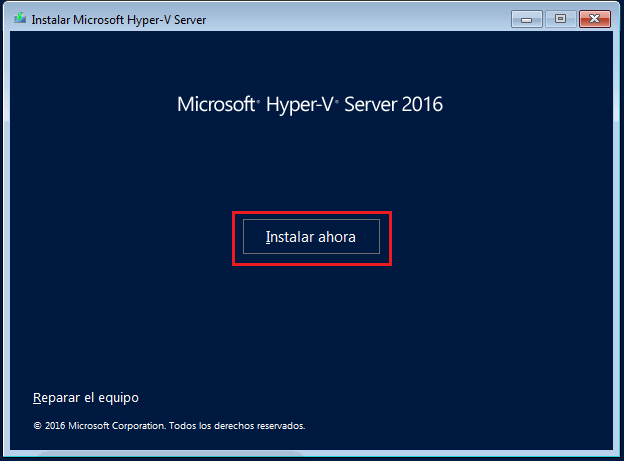 Instalar Microsoft Hyper-V Server
Microsoft® Hyper-V® Server 2016
Instalar ahora
Reparar el equipo
© 2016 Microsoft Corporation. Todos los derechos reservados.